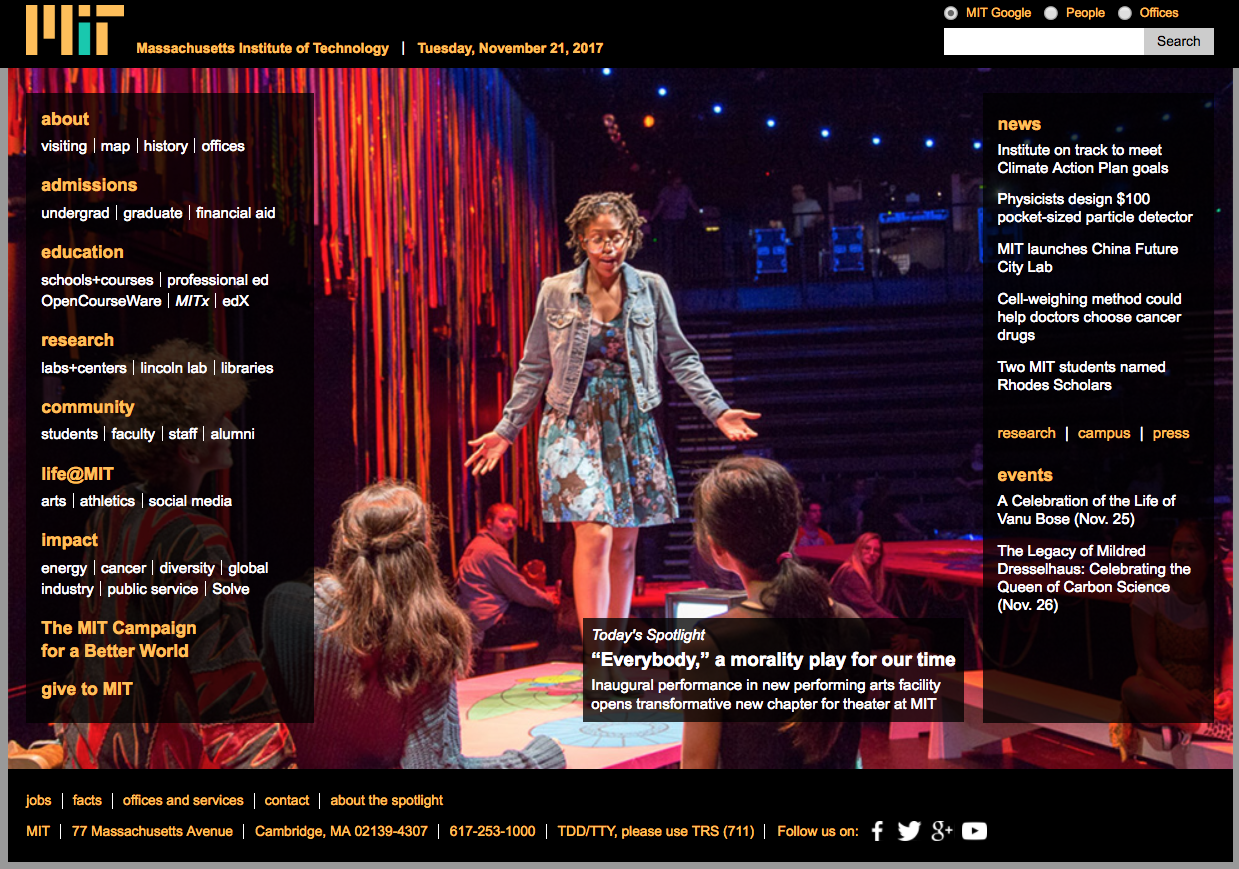 MIT
Massachusetts Institute of Technology | Tuesday, November 21, 2017
MIT Google People Offices
Search
about
visiting | map | history | offices
admissions
undergrad | graduate | financial aid
education
schools+courses | professional ed
OpenCourseWare | MITx | edX
research
labs+centers | lincoln lab | libraries
community
students | faculty | staff | alumni
life@MIT
arts | athletics | social media
impact
energy | cancer | diversity | global
industry | public service | Solve
The MIT Campaign
for a Better World
give to MIT
Today's Spotlight
“Everybody,” a morality play for our time
Inaugural performance in new performing arts facility
opens transformative new chapter for theater at MIT
news
Institute on track to meet
Climate Action Plan goals
Physicists design $100
pocket-sized particle detector
MIT launches China Future
City Lab
Cell-weighing method could
help doctors choose cancer
drugs
Two MIT students named
Rhodes Scholars
research | campus | press
events
A Celebration of the Life of
Vanu Bose (Nov. 25)
The Legacy of Mildred
Dresselhaus: Celebrating the
Queen of Carbon Science
(Nov. 26)
jobs | facts | offices and services | contact | about the spotlight
MIT | 77 Massachusetts Avenue | Cambridge, MA 02139-4307 | 617-253-1000 | TDD/TTY, please use TRS (711) | Follow us on: